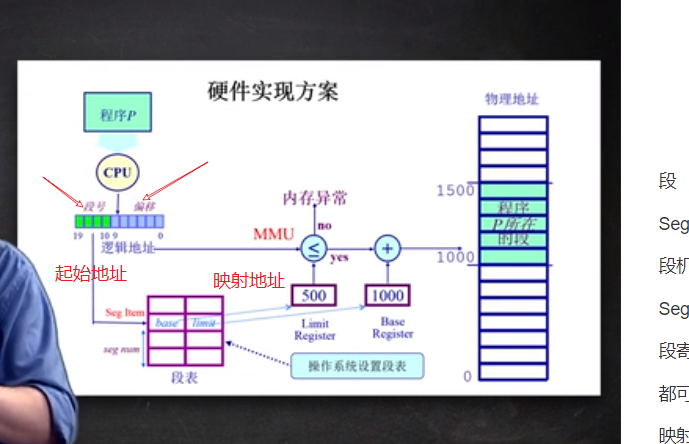 硬件实现方案
物理地址
程序P
CPU
段号 偏移
19 10 9 0
逻辑地址
起始地址
MMU
映射地址
内存异常
no
≤
yes
+
500
1000
Limit
Register
Base
Register
Seg Item
base Limit
seg num
段表
操作系统设置段表
1500
程序
P所在
的段
1000
0
段
Seg
段机
Seg
段寄
都可
映射